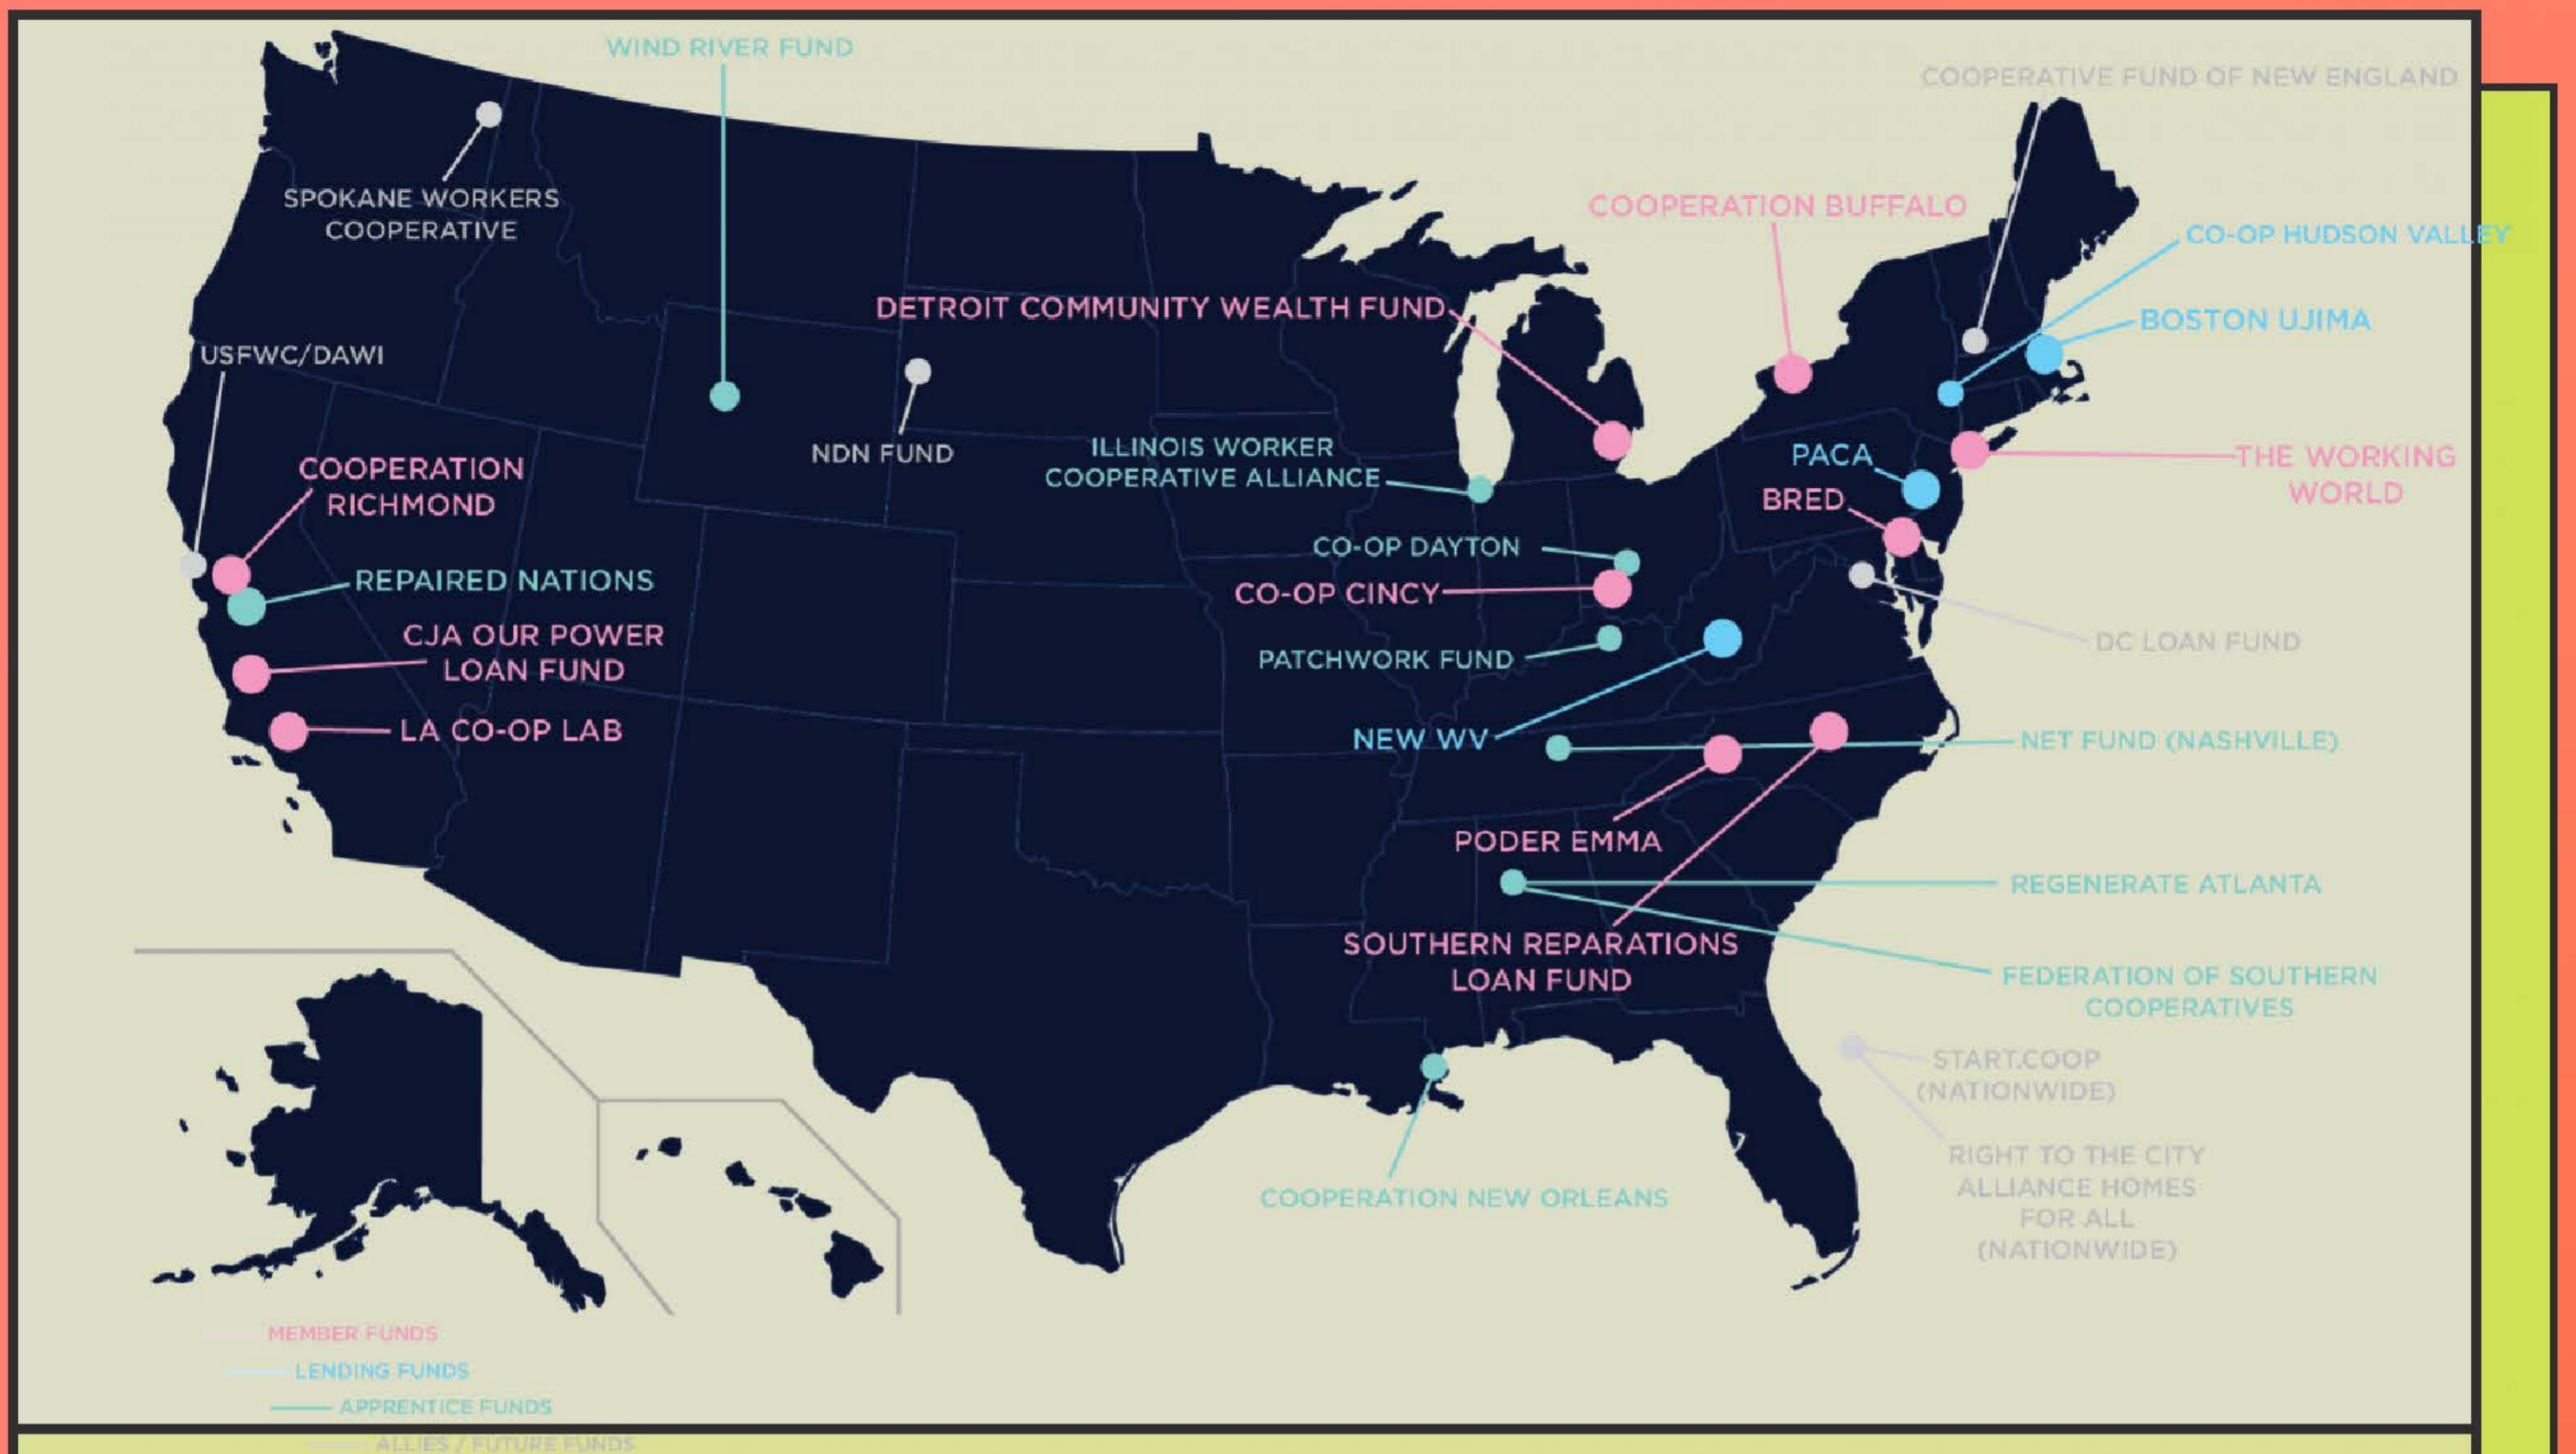 WIND RIVER FUND
COOPERATIVE FUND OF NEW ENGLAND
SPOKANE WORKERS
COOPERATIVE
COOPERATION BUFFALO
CO-OP HUDSON VALLEY
DETROIT COMMUNITY WEALTH FUND
BOSTON UJIMA
USFWC/DAWI
NDN FUND
ILLINOIS WORKER
COOPERATIVE ALLIANCE
PACA
THE WORKING
WORLD
COOPERATION
RICHMOND
BRED
CO-OP DAYTON
REPAIRED NATIONS
CO-OP CINCY
CJA OUR POWER
LOAN FUND
PATCHWORK FUND
DC LOAN FUND
LA CO-OP LAB
NEW WV
NET FUND (NASHVILLE)
PODER EMMA
REGENERATE ATLANTA
SOUTHERN REPARATIONS
LOAN FUND
FEDERATION OF SOUTHERN
COOPERATIVES
START.COOP
(NATIONWIDE)
RIGHT TO THE CITY
ALLIANCE HOMES
FOR ALL
(NATIONWIDE)
COOPERATION NEW ORLEANS
MEMBER FUNDS
LENDING FUNDS
APPRENTICE FUNDS
ALLIES / FUTURE FUNDS